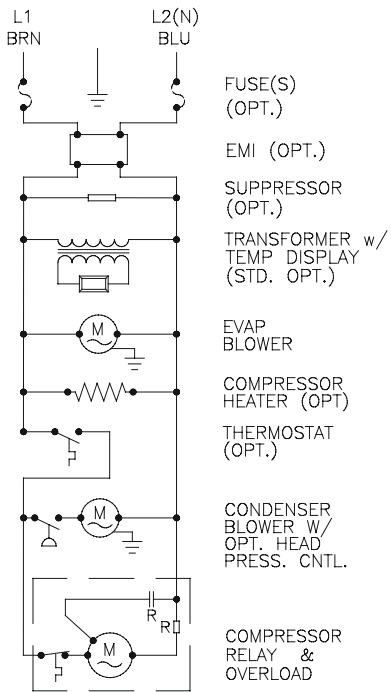 L1
BRN
L2(N)
BLU
FUSE(S)
(OPT.)
EMI (OPT.)
SUPPRESSOR
(OPT.)
TRANSFORMER w/
TEMP DISPLAY
(STD. OPT.)
M
EVAP
BLOWER
COMPRESSOR
HEATER (OPT)
THERMOSTAT
(OPT.)
M
CONDENSER
BLOWER W/
OPT. HEAD
PRESS. CNTL.
R
R
M
COMPRESSOR
RELAY &
OVERLOAD